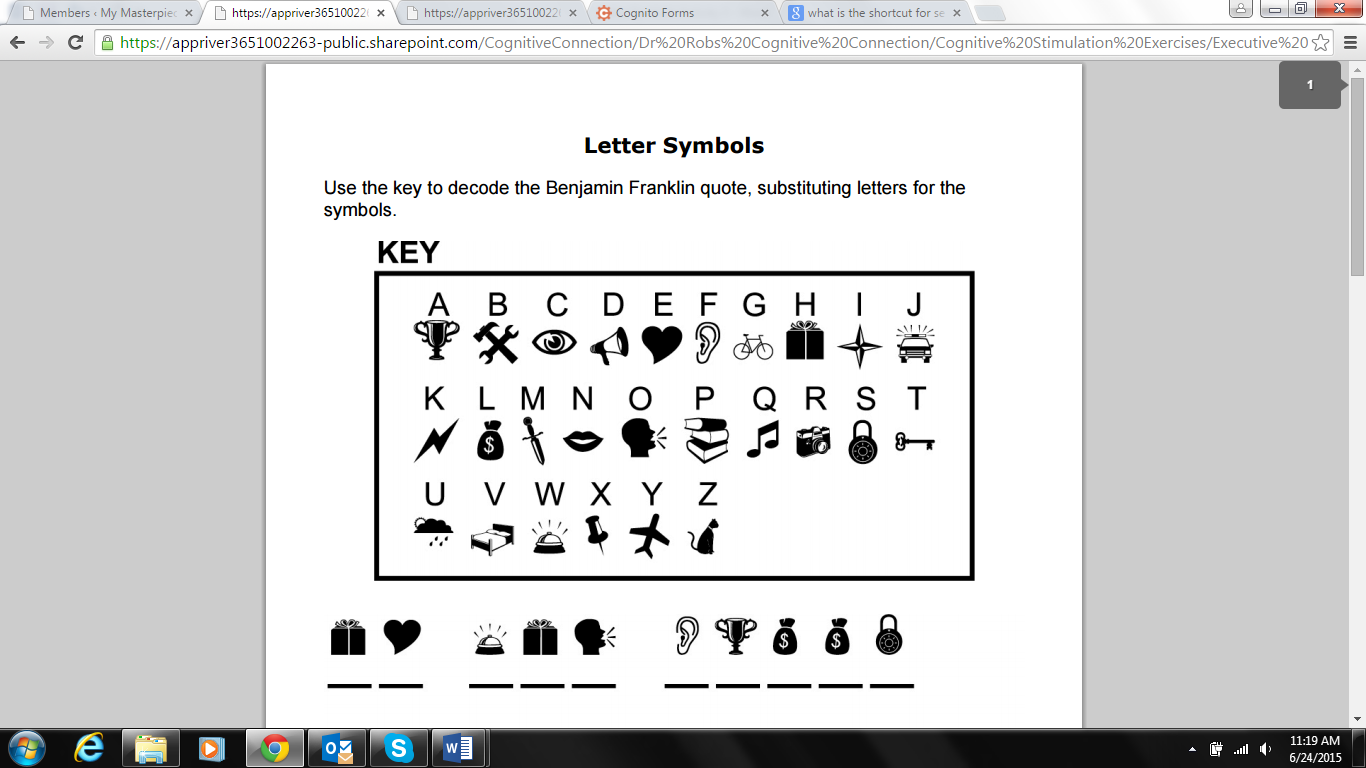 Members ‹ My Masterpiec
https://appriver36510022
https://appriver36510022
Cognito Forms
what is the shortcut for se
https://appriver3651002263-public.sharepoint.com/CognitiveConnection/Dr%20Robs%20Cognitive%20Connection/Cognitive%20Stimulation%20Exercises/Executive%20
1
Letter Symbols
Use the key to decode the Benjamin Franklin quote, substituting letters for the
symbols.
KEY
A B C D E F G H I J
K L M N O P Q R S T
$
U V W X Y Z
$ $
11:19 AM
6/24/2015